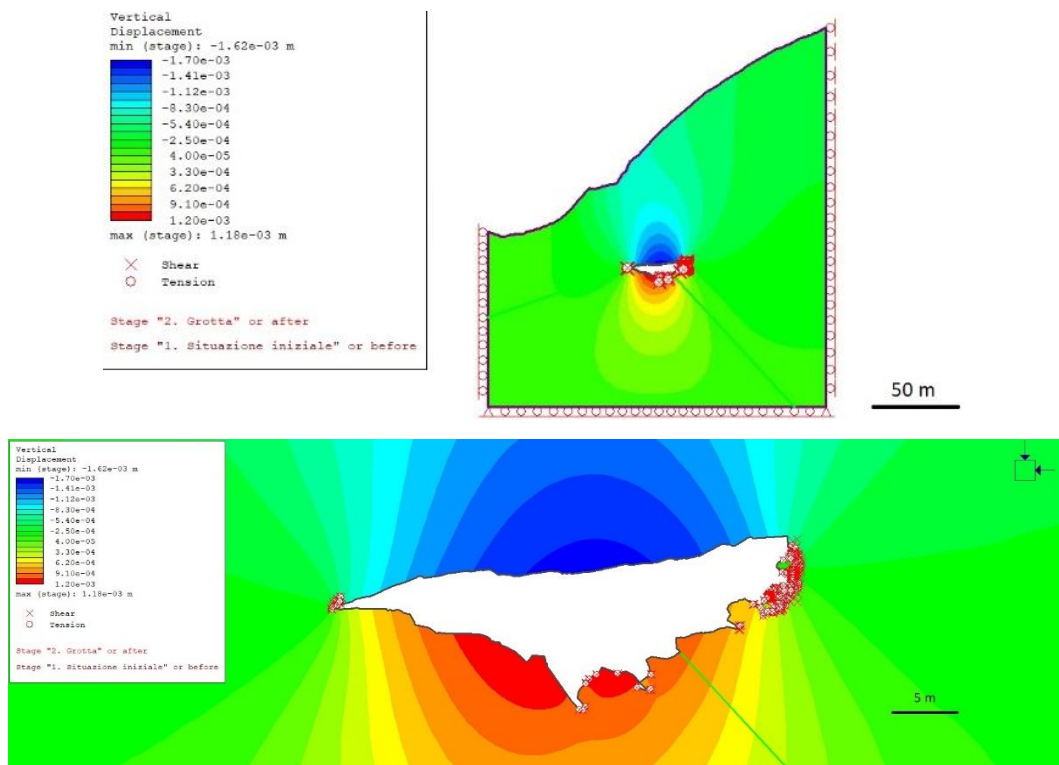 Vertical
Displacement
min (stage): -1.62e-03 m
-1.70e-03
-1.41e-03
-1.12e-03
-8.30e-04
-5.40e-04
-2.50e-04
4.00e-05
3.30e-04
6.20e-04
9.10e-04
1.20e-03
max (stage): 1.18e-03 m
Shear
Tension
Stage "2. Grotta" or after
Stage "1. Situazione iniziale" or before
50 m
Vertical
Displacement
min (stage): -1.62e-03 m
-1.70e-03
-1.41e-03
-1.12e-03
-8.30e-04
-5.40e-04
-2.50e-04
4.00e-05
3.30e-04
6.20e-04
9.10e-04
1.20e-03
max (stage): 1.18e-03 m
Shear
Tension
Stage "2. Grotta" or after
Stage "1. Situazione iniziale" or before
5 m